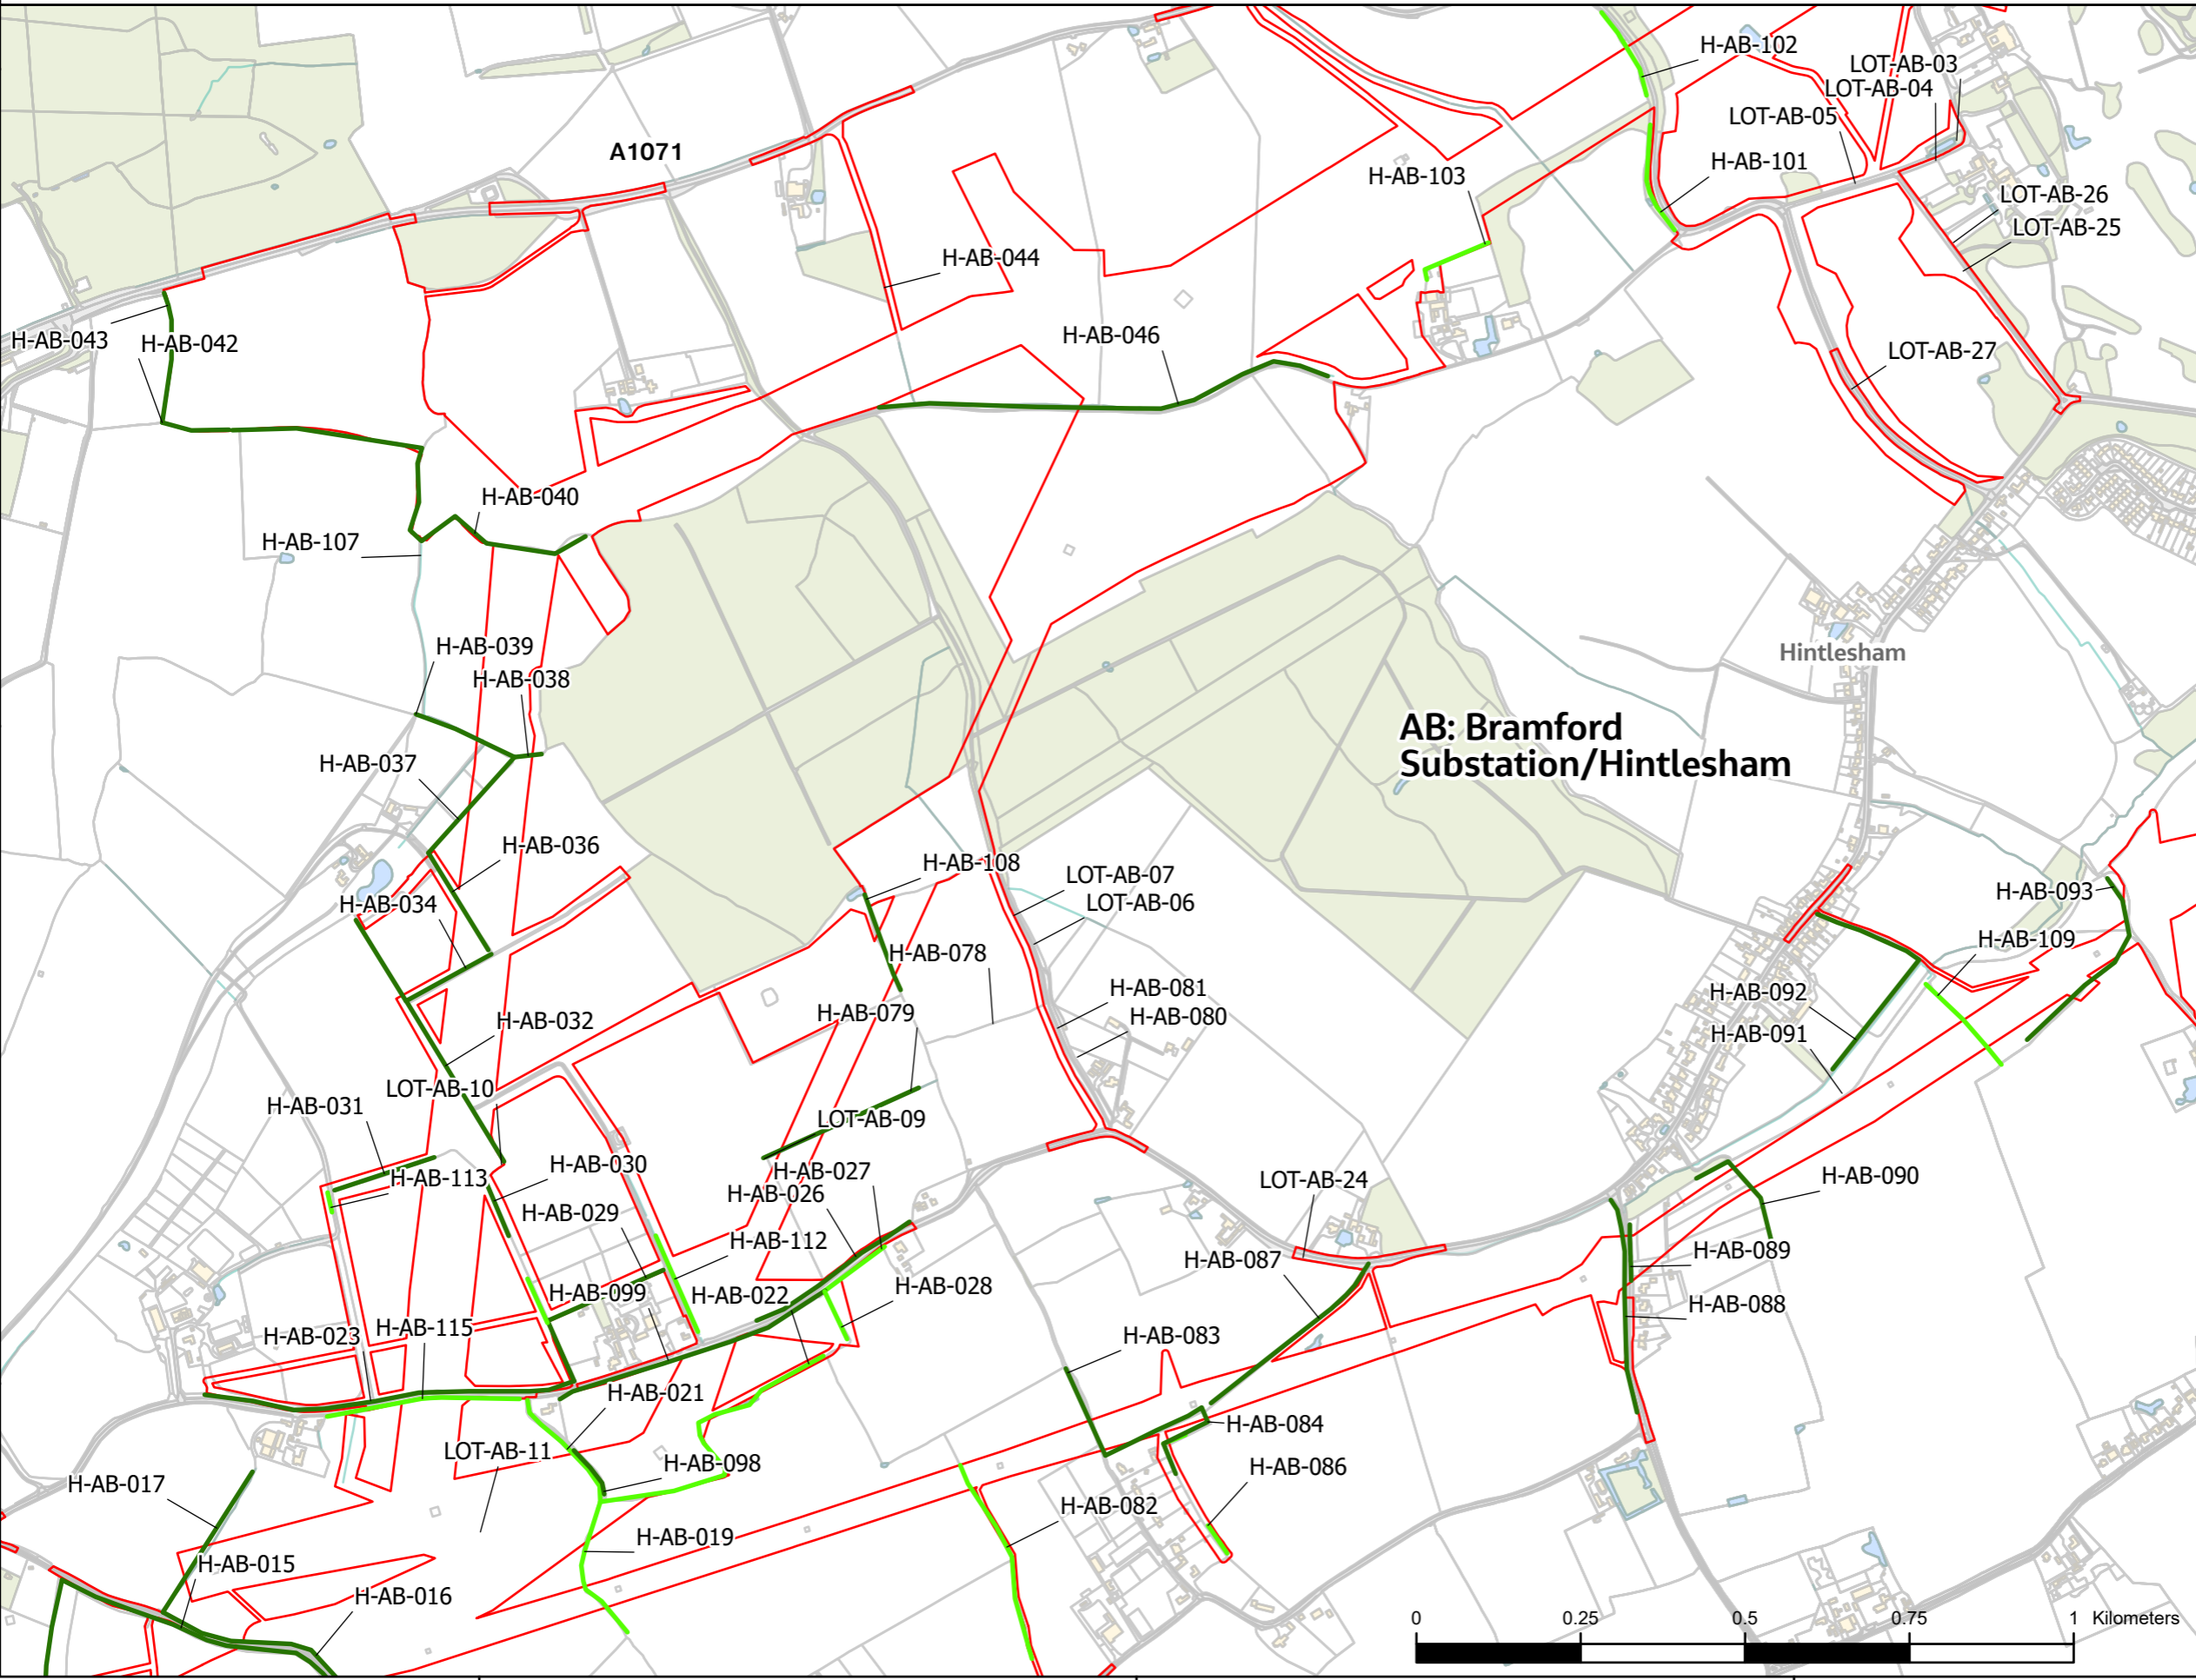 H-AB-102
LOT-AB-03
LOT-AB-04
LOT-AB-05
A1071
H-AB-101
H-AB-103
LOT-AB-26
LOT-AB-25
H-AB-044
H-AB-043
H-AB-042
H-AB-046
LOT-AB-27
H-AB-040
H-AB-107
H-AB-039
Hintlesham
H-AB-038
AB: Bramford
Substation/Hintlesham
H-AB-037
H-AB-036
H-AB-108
LOT-AB-07
LOT-AB-06
H-AB-034
H-AB-093
H-AB-109
H-AB-078
H-AB-081
H-AB-092
H-AB-079
H-AB-080
H-AB-032
H-AB-091
LOT-AB-10
H-AB-031
LOT-AB-09
H-AB-030
H-AB-027
H-AB-113
H-AB-026
LOT-AB-24
H-AB-090
H-AB-029
H-AB-112
H-AB-089
H-AB-087
H-AB-028
H-AB-099
H-AB-022
H-AB-088
H-AB-023
H-AB-115
H-AB-083
H-AB-021
H-AB-084
LOT-AB-11
H-AB-098
H-AB-086
H-AB-017
H-AB-082
H-AB-019
H-AB-015
H-AB-016
0 0.25 0.5 0.75 1 Kilometers